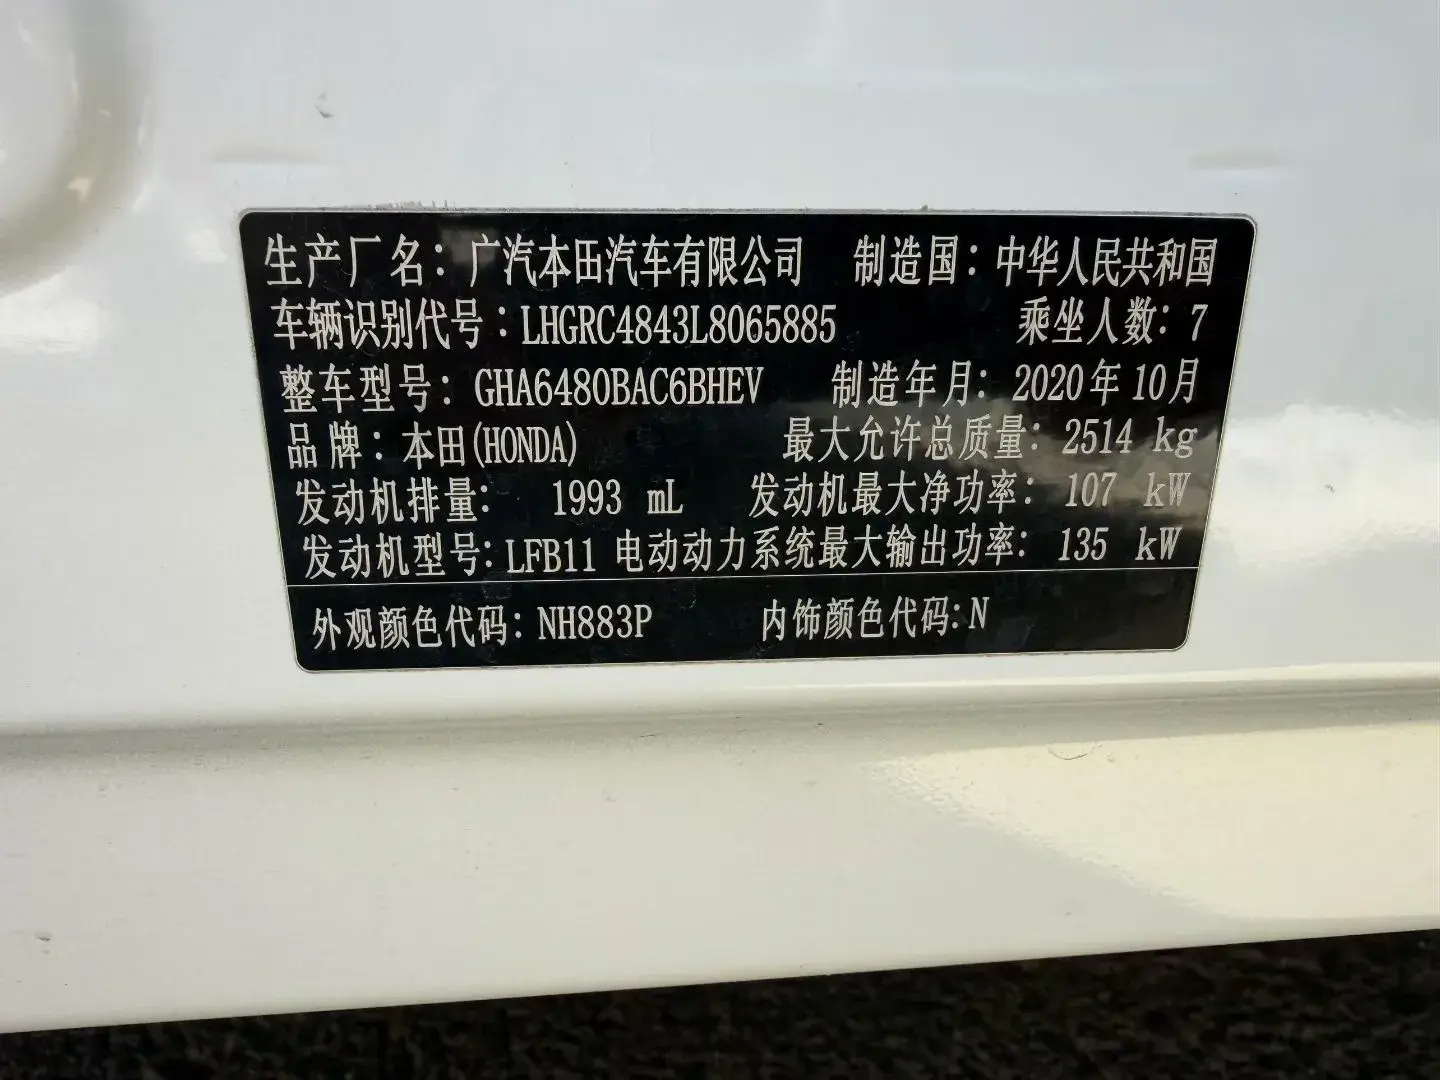 生产厂名：广汽本田汽车有限公司 制造国：中华人民共和国
车辆识别代号：LHGRC4843L8065885 乘坐人数：7
整车型号：GHA6480BAC6BHEV 制造年月：2020年10月
品牌：本田(HONDA) 最大允许总质量：2514 kg
发动机排量： 1993 mL 发动机最大净功率：107 kW
发动机型号：LFB11 电动动力系统最大输出功率：135 kW
外观颜色代码：NH883P 内饰颜色代码：N